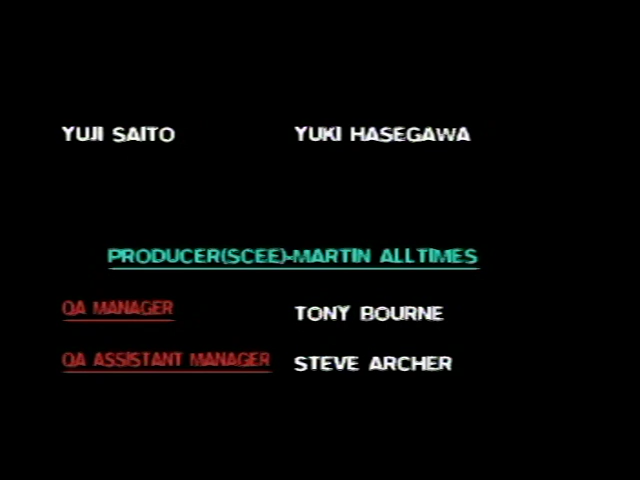 YUJI SAITO YUKI HASEGAWA
PRODUCER(SCEE)-MARTIN ALLTIMES
QA MANAGER TONY BOURNE
QA ASSISTANT MANAGER STEVE ARCHER